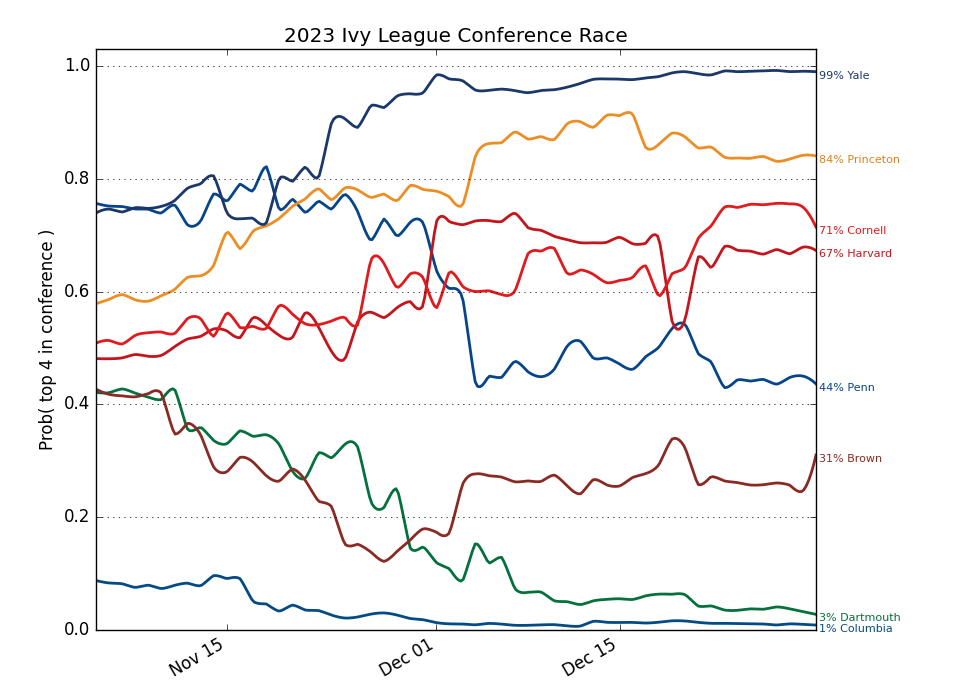 2023 Ivy League Conference Race
Prob( top 4 in conference )
1.0
0.8
0.6
0.4
0.2
0.0
Nov 15
Dec 01
Dec 15
99% Yale
84% Princeton
71% Cornell
67% Harvard
44% Penn
31% Brown
3% Dartmouth
1% Columbia